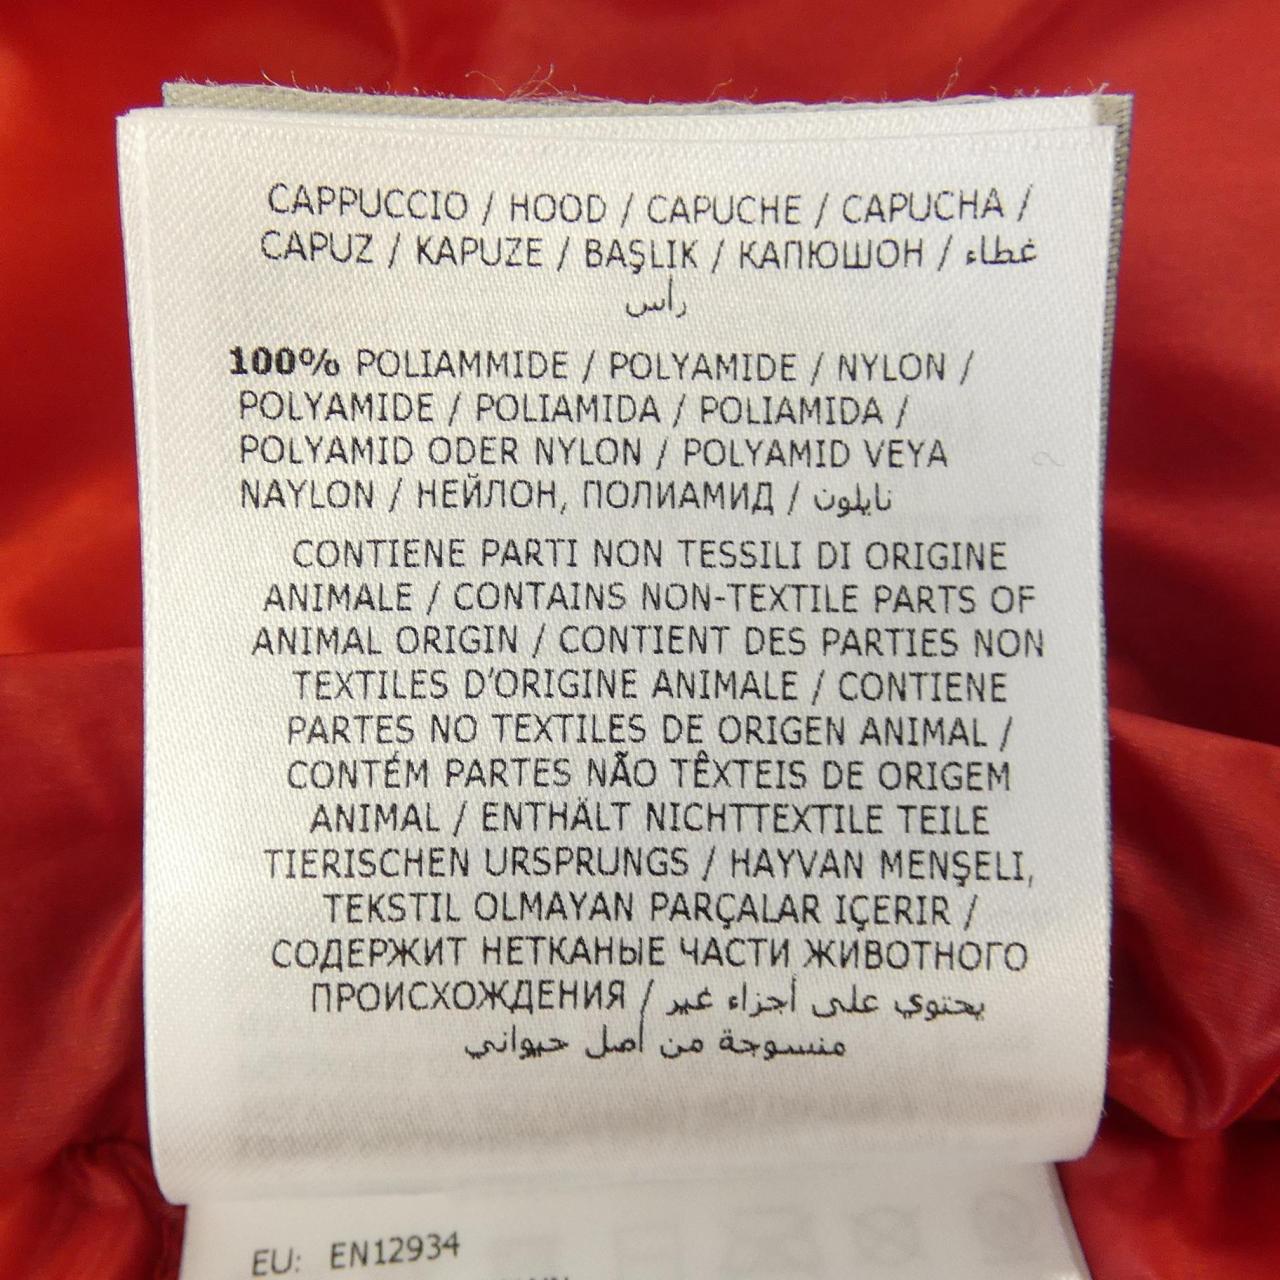 CAPPUCCIO / HOOD / CAPUCHE / CAPUCHA /
CAPUZ / KAPUZE / BAŞLIK / КАПЮШОН / غطاء
رأس
100% POLIAMMIDE / POLYAMIDE / NYLON /
POLYAMIDE / POLIAMIDA / POLIAMIDA /
POLYAMID ODER NYLON / POLYAMID VEYA
NAYLON / НЕЙЛОН, ПОЛИАМИД / نايلون
CONTIENE PARTI NON TESSILI DI ORIGINE
ANIMALE / CONTAINS NON-TEXTILE PARTS OF
ANIMAL ORIGIN / CONTIENT DES PARTIES NON
TEXTILES D'ORIGINE ANIMALE / CONTIENE
PARTES NO TEXTILES DE ORIGEN ANIMAL /
CONTÉM PARTES NÃO TÊXTEIS DE ORIGEM
ANIMAL / ENTHÄLT NICHTTEXTILE TEILE
TIERISCHEN URSPRUNGS / HAYVAN MENŞELİ,
TEKSTIL OLMAYAN PARÇALAR IÇERIR /
СОДЕРЖИТ НЕТКАНЫЕ ЧАСТИ ЖИВОТНОГО
ПРОИСХОЖДЕНИЯ / يحتوي على أجزاء غير
منسوجة من أصل حيواني
EU: EN12934